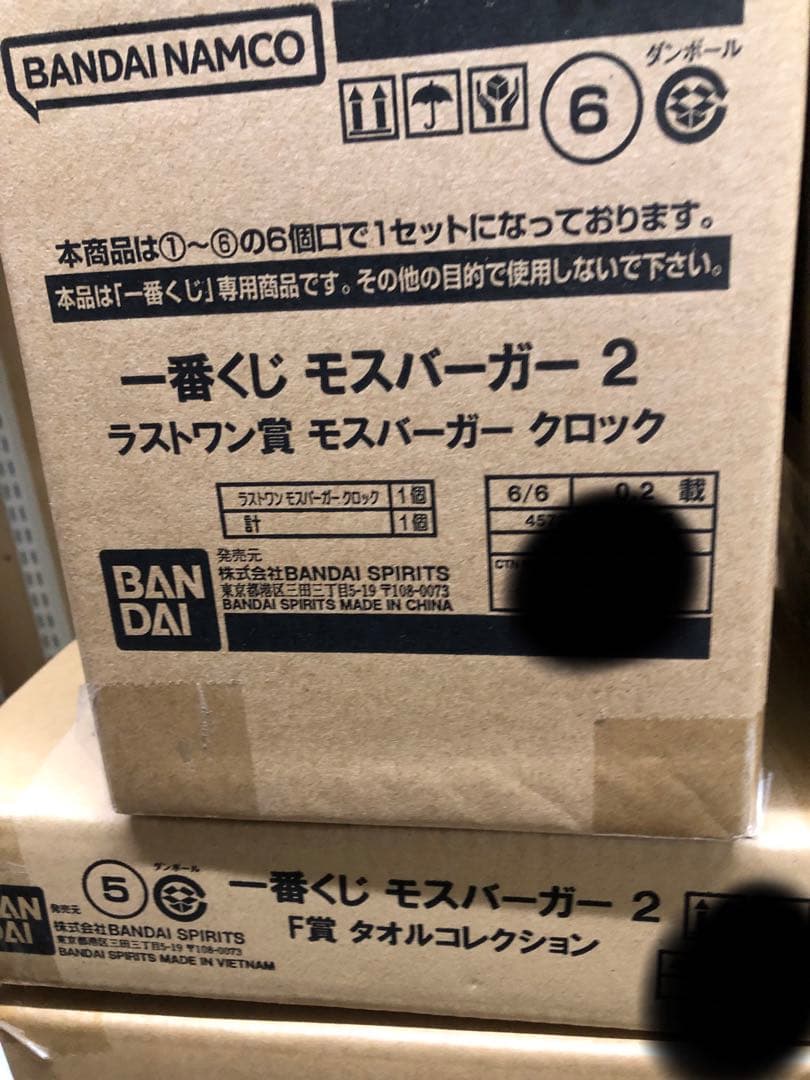 BANDAI NAMCO
ダンボール
6
本商品は①～⑥の6個口で1セットになっております。
本品は「一番くじ」専用商品です。その他の目的で使用しないで下さい。
一番くじ モスバーガー 2
ラストワン賞 モスバーガー クロック
ラストワン モスバーガー クロック 1個
計 1個
6/6 0.2 載
457
CTN
BAN
DAI
発売元
株式会社BANDAI SPIRITS
東京都港区三田三丁目5-19 〒108-0073
BANDAI SPIRITS MADE IN CHINA
5
ダンボール
一番くじ モスバーガー 2
F賞 タオルコレクション
AN
AI
発売元
株式会社BANDAI SPIRITS
東京都港区三田三丁目5-19 〒108-0073
BANDAI SPIRITS MADE IN VIETNAM